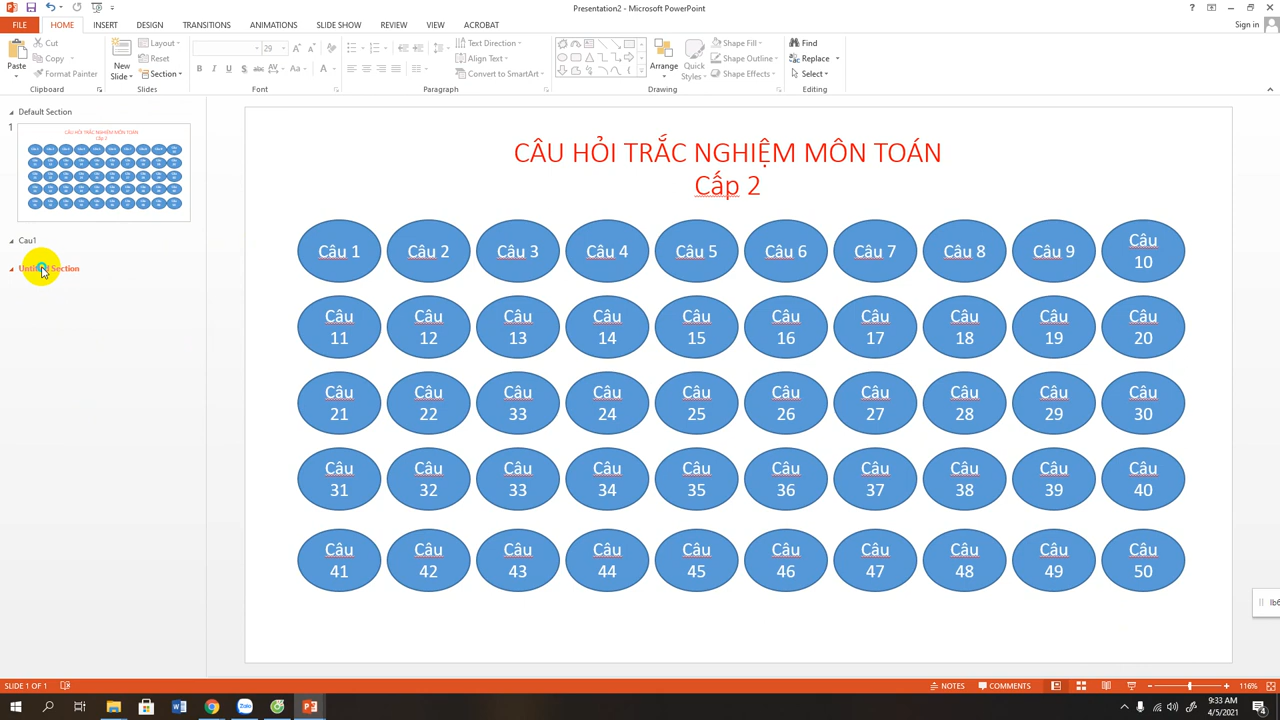 Presentation2 - Microsoft PowerPoint
Sign in
FILE HOME INSERT DESIGN TRANSITIONS ANIMATIONS SLIDE SHOW REVIEW VIEW ACROBAT
Paste
Cut
Copy
Format Painter
Clipboard
New
Slide
Layout
Reset
Section
Slides
29
Font
Paragraph
Text Direction
Align Text
Convert to SmartArt
Arrange
Quick
Styles
Shape Fill
Shape Outline
Shape Effects
Drawing
Find
Replace
Select
Editing
Default Section
1
Cau1
Untitled Section
CÂU HỎI TRẮC NGHIỆM MÔN TOÁN
Cấp 2
Câu 1 Câu 2 Câu 3 Câu 4 Câu 5 Câu 6 Câu 7 Câu 8 Câu 9 Câu 10
Câu 11 Câu 12 Câu 13 Câu 14 Câu 15 Câu 16 Câu 17 Câu 18 Câu 19 Câu 20
Câu 21 Câu 22 Câu 33 Câu 24 Câu 25 Câu 26 Câu 27 Câu 28 Câu 29 Câu 30
Câu 31 Câu 32 Câu 33 Câu 34 Câu 35 Câu 36 Câu 37 Câu 38 Câu 39 Câu 40
Câu 41 Câu 42 Câu 43 Câu 44 Câu 45 Câu 46 Câu 47 Câu 48 Câu 49 Câu 50
SLIDE 1 OF 1
NOTES
COMMENTS
116%
Zalo
9:33 AM
4/5/2021